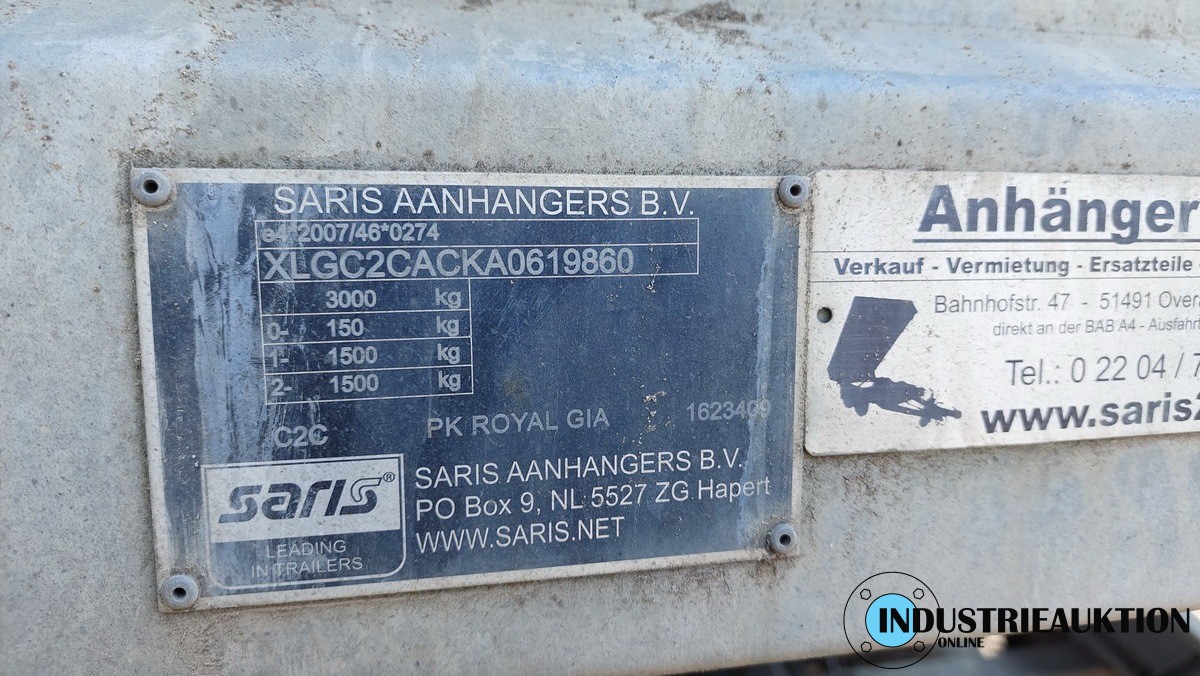 SARIS AANHANGERS B.V.
e4*2007/46*0274
XLGC2CACKA0619860
3000 kg
0- 150 kg
1- 1500 kg
2- 1500 kg
C2C PK ROYAL GIA 1623409
saris®
LEADING
IN TRAILERS
SARIS AANHANGERS B.V.
PO Box 9, NL 5527 ZG Hapert
WWW.SARIS.NET
Anhänger
Verkauf - Vermietung - Ersatzteile -
Bahnhofstr. 47 - 51491 Overa
direkt an der BAB A4 - Ausfahrt
Tel.: 0 22 04 / 7
www.saris.
INDUSTRIEAUKTION
ONLINE